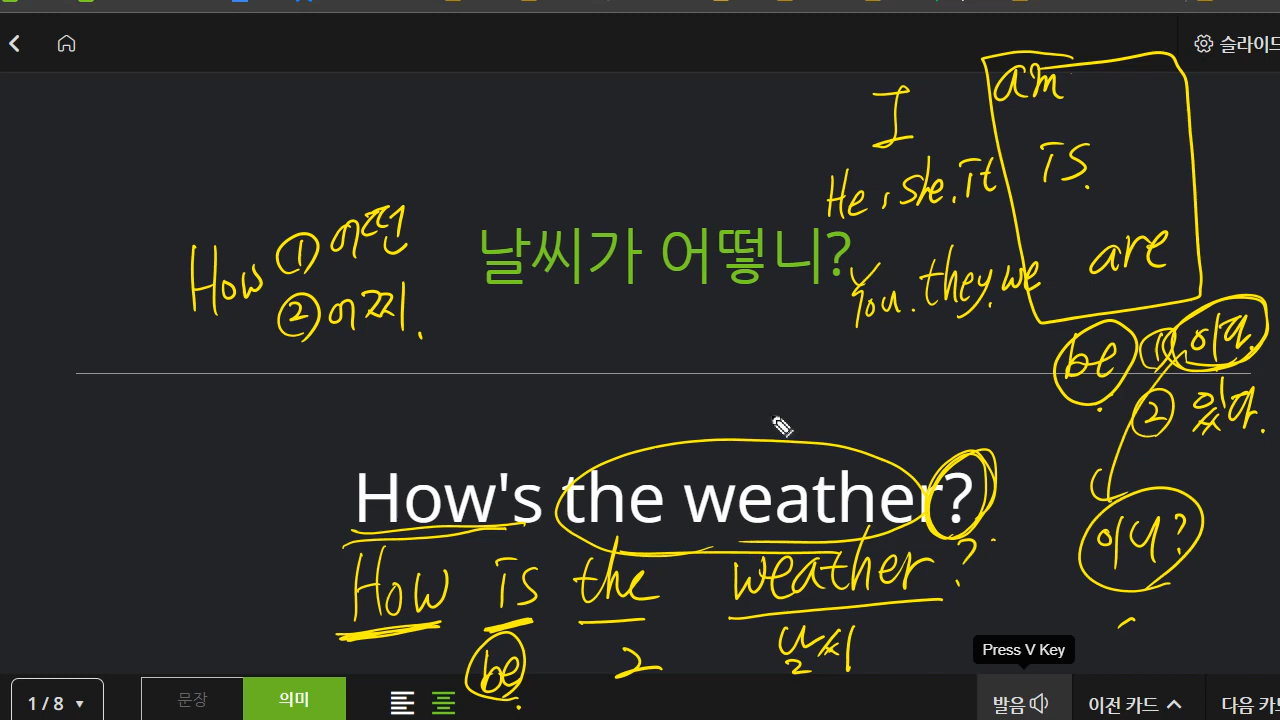 슬라이드
am
I
He, she, it is
How ① 어떤
② 어찌
날씨가 어떻니?
You, they, we are
be ① 이다.
② 있다.
How's the weather?
이니?
How is the weather?
be 그 날씨
Press V Key
1 / 8
문장
의미
발음
이전 카드
다음 카드